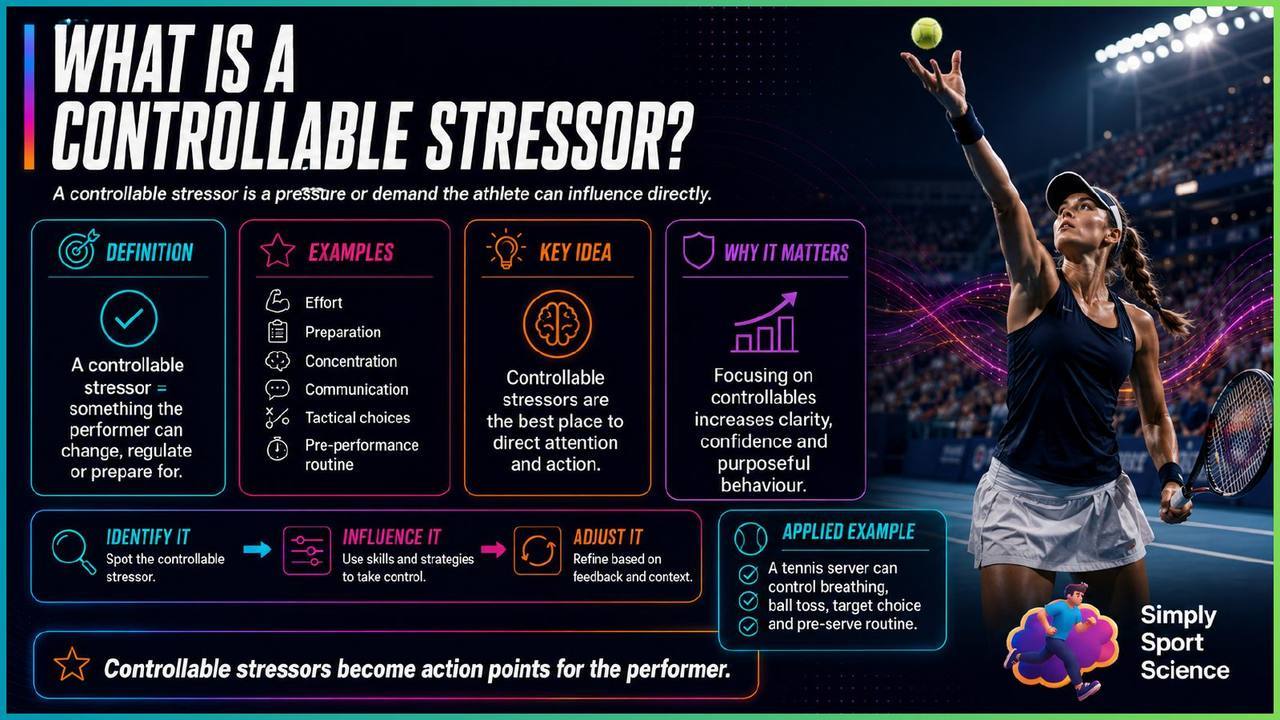 WHAT IS A
CONTROLLABLE STRESSOR?
A controllable stressor is a pressure or demand the athlete can influence directly.
DEFINITION
A controllable
stressor =
something the
performer can
change, regulate
or prepare for.
EXAMPLES
Effort
Preparation
Concentration
Communication
Tactical choices
Pre-performance
routine
KEY IDEA
Controllable
stressors are
the best place to
direct attention
and action.
WHY IT MATTERS
Focusing on
controllables
increases clarity,
confidence and
purposeful
behaviour.
IDENTIFY IT
Spot the controllable
stressor.
INFLUENCE IT
Use skills and strategies
to take control.
ADJUST IT
Refine based on
feedback and context.
APPLIED EXAMPLE
A tennis server can
control breathing,
ball toss, target choice
and pre-serve routine.
Controllable stressors become action points for the performer.
Simply
Sport
Science